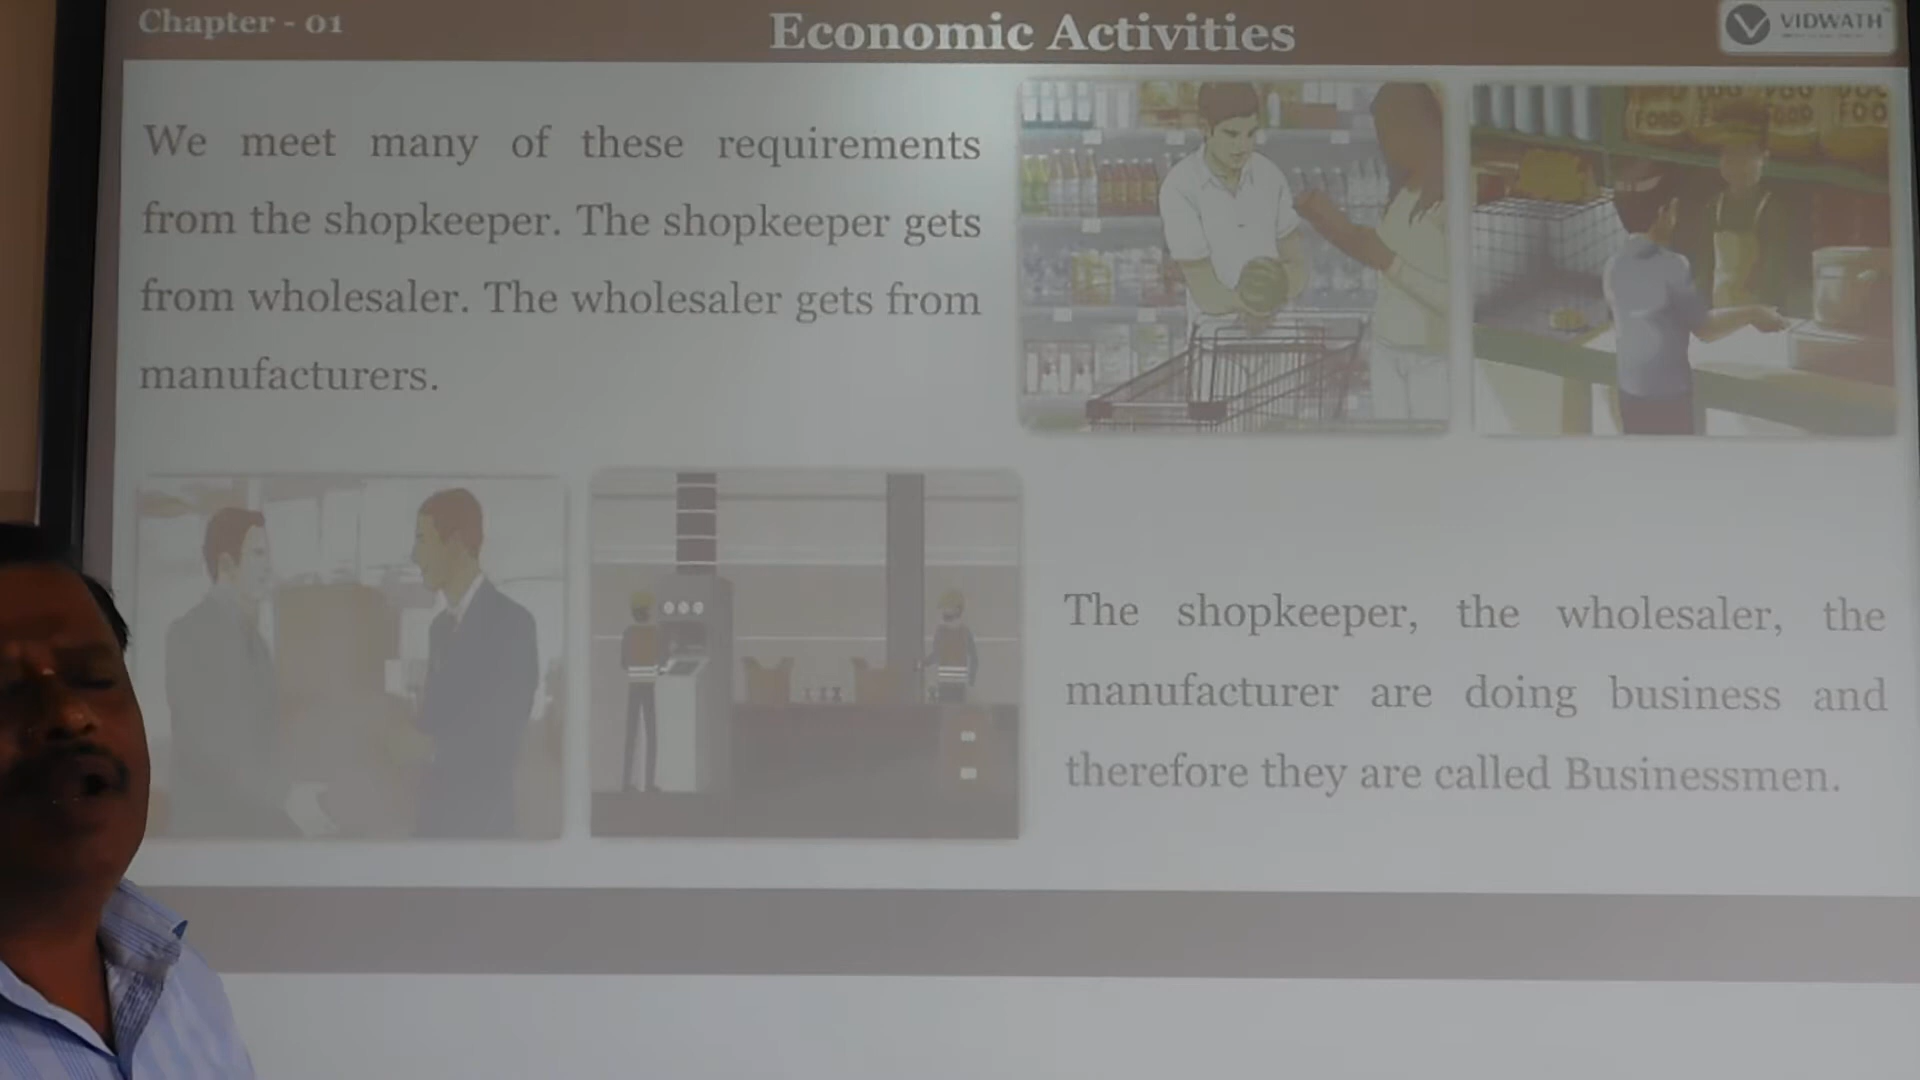 Chapter - 01
Economic Activities
VIDWATH
We meet many of these requirements
from the shopkeeper. The shopkeeper gets
from wholesaler. The wholesaler gets from
manufacturers.
FOOD
FOO
The shopkeeper, the wholesaler, the
manufacturer are doing business and
therefore they are called Businessmen.